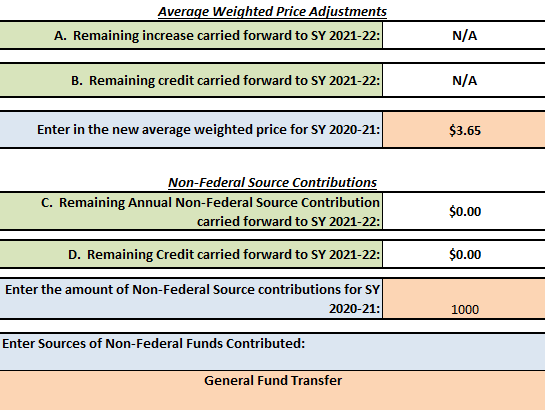 Average Weighted Price Adjustments
A. Remaining increase carried forward to SY 2021-22: N/A
B. Remaining credit carried forward to SY 2021-22: N/A
Enter in the new average weighted price for SY 2020-21: $3.65
Non-Federal Source Contributions
C. Remaining Annual Non-Federal Source Contribution
carried forward to SY 2021-22: $0.00
D. Remaining Credit carried forward to SY 2021-22: $0.00
Enter the amount of Non-Federal Source contributions for SY
2020-21: 1000
Enter Sources of Non-Federal Funds Contributed:
General Fund Transfer